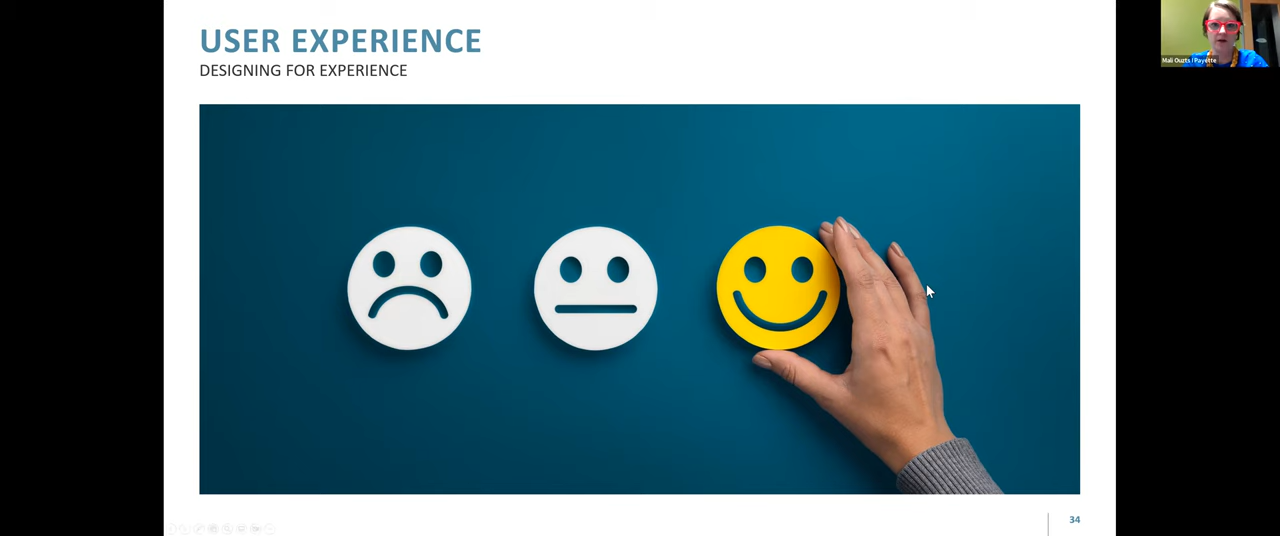 USER EXPERIENCE
DESIGNING FOR EXPERIENCE
Mali Ouzts | Payette
34